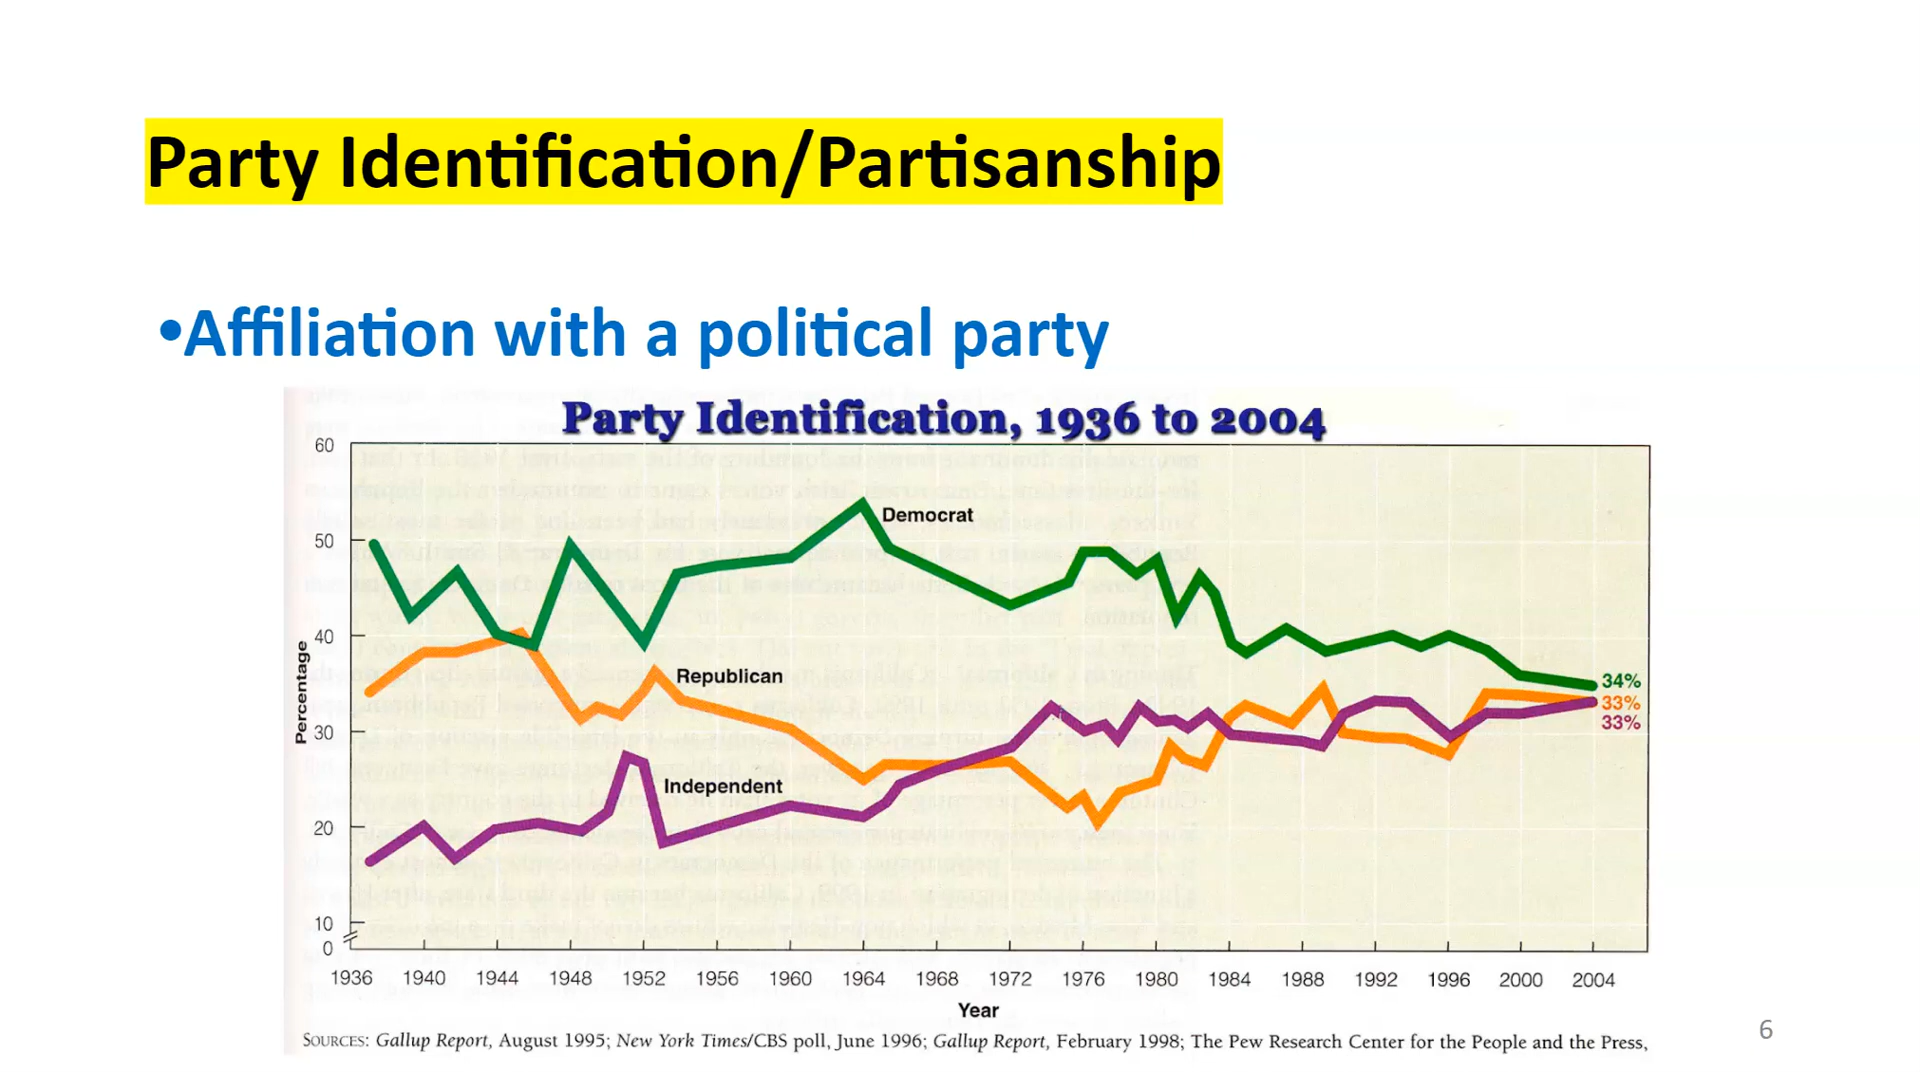 Party Identification/Partisanship
•Affiliation with a political party
Party Identification, 1936 to 2004
60
50
40
30
20
10
0
Percentage
Democrat
Republican
Independent
34%
33%
33%
1936 1940 1944 1948 1952 1956 1960 1964 1968 1972 1976 1980 1984 1988 1992 1996 2000 2004
Year
SOURCES: Gallup Report, August 1995; New York Times/CBS poll, June 1996; Gallup Report, February 1998; The Pew Research Center for the People and the Press,
6